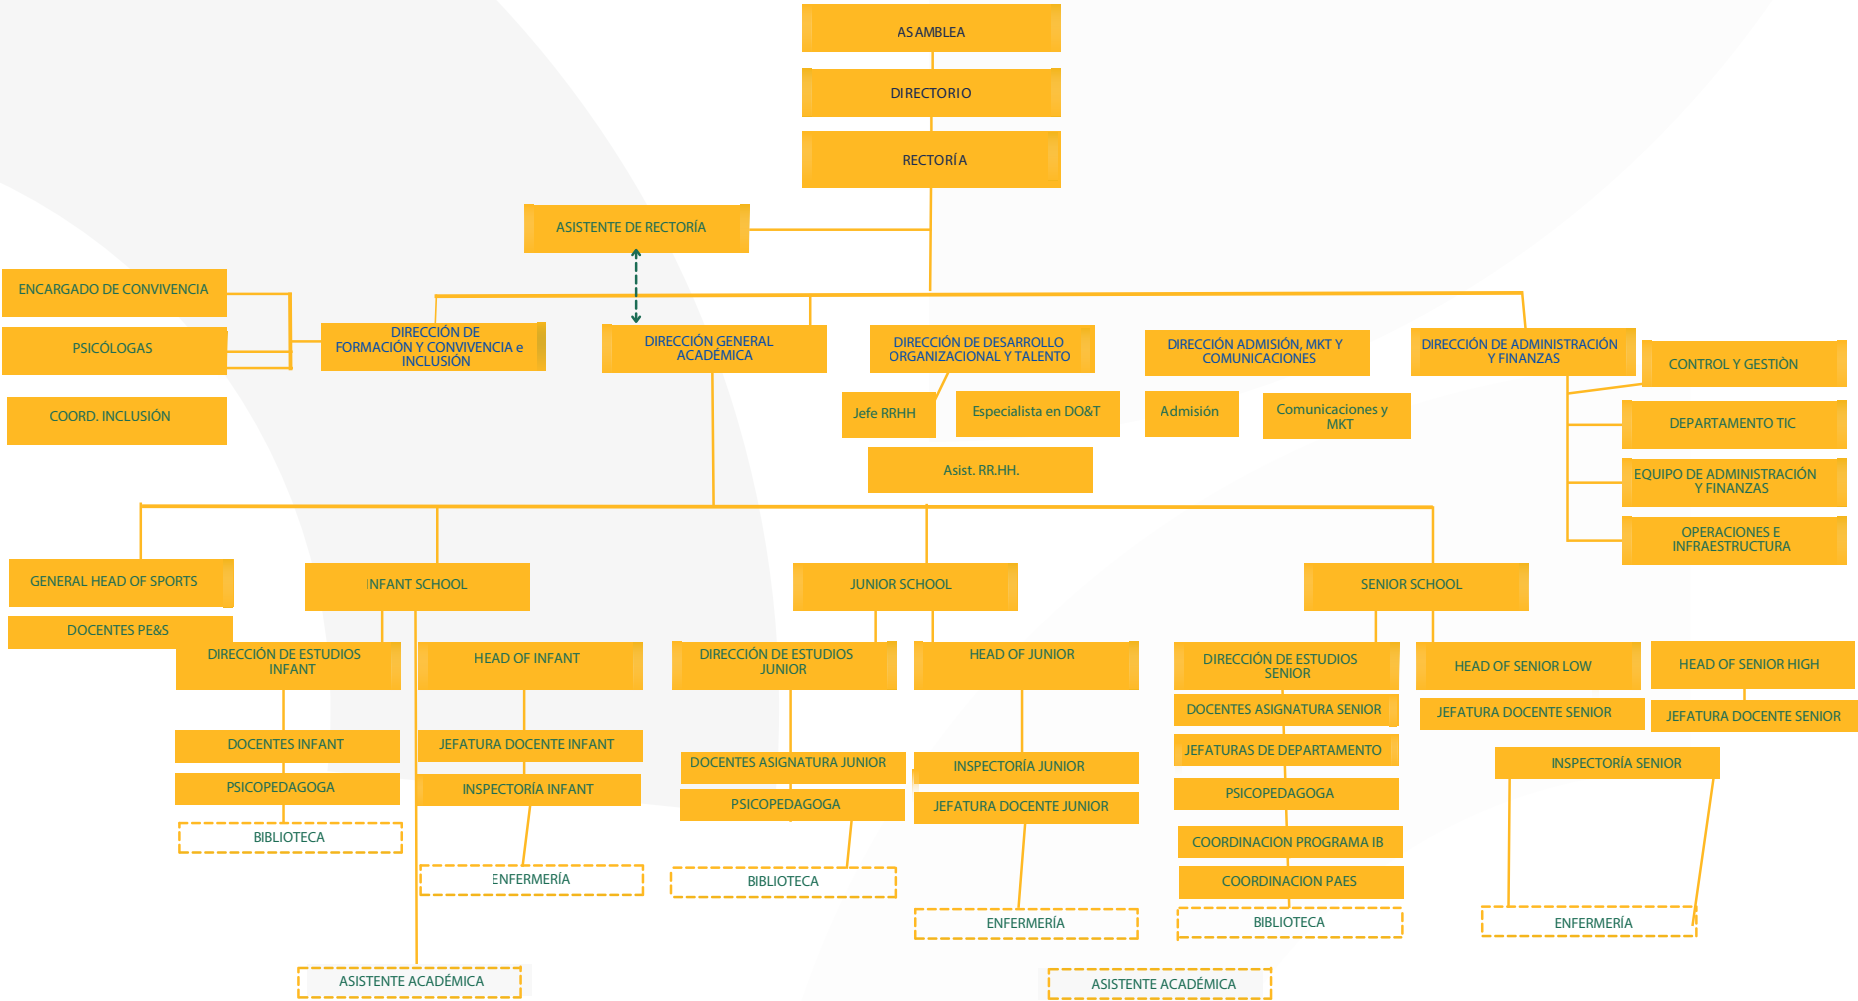 ASAMBLEA
DIRECTORIO
RECTORÍA
ASISTENTE DE RECTORÍA
ENCARGADO DE CONVIVENCIA
PSICÓLOGAS
COORD. INCLUSIÓN
DIRECCIÓN DE
FORMACIÓN Y CONVIVENCIA e
INCLUSIÓN
DIRECCIÓN GENERAL
ACADÉMICA
DIRECCIÓN DE DESARROLLO
ORGANIZACIONAL Y TALENTO
DIRECCIÓN ADMISIÓN, MKT Y
COMUNICACIONES
DIRECCIÓN DE ADMINISTRACIÓN
Y FINANZAS
CONTROL Y GESTIÒN
Jefe RRHH
Especialista en DO&T
Admisión
Comunicaciones y
MKT
Asist. RR.HH.
DEPARTAMENTO TIC
EQUIPO DE ADMINISTRACIÓN
Y FINANZAS
OPERACIONES E
INFRAESTRUCTURA
GENERAL HEAD OF SPORTS
DOCENTES PE&S
INFANT SCHOOL
JUNIOR SCHOOL
SENIOR SCHOOL
DIRECCIÓN DE ESTUDIOS
INFANT
HEAD OF INFANT
DIRECCIÓN DE ESTUDIOS
JUNIOR
HEAD OF JUNIOR
DIRECCIÓN DE ESTUDIOS
SENIOR
HEAD OF SENIOR LOW
HEAD OF SENIOR HIGH
DOCENTES INFANT
PSICOPEDAGOGA
BIBLIOTECA
JEFATURA DOCENTE INFANT
INSPECTORÍA INFANT
ENFERMERÍA
DOCENTES ASIGNATURA JUNIOR
PSICOPEDAGOGA
BIBLIOTECA
INSPECTORÍA JUNIOR
JEFATURA DOCENTE JUNIOR
ENFERMERÍA
DOCENTES ASIGNATURA SENIOR
JEFATURAS DE DEPARTAMENTO
PSICOPEDAGOGA
COORDINACION PROGRAMA IB
COORDINACION PAES
BIBLIOTECA
JEFATURA DOCENTE SENIOR
JEFATURA DOCENTE SENIOR
INSPECTORÍA SENIOR
ENFERMERÍA
ASISTENTE ACADÉMICA
ASISTENTE ACADÉMICA